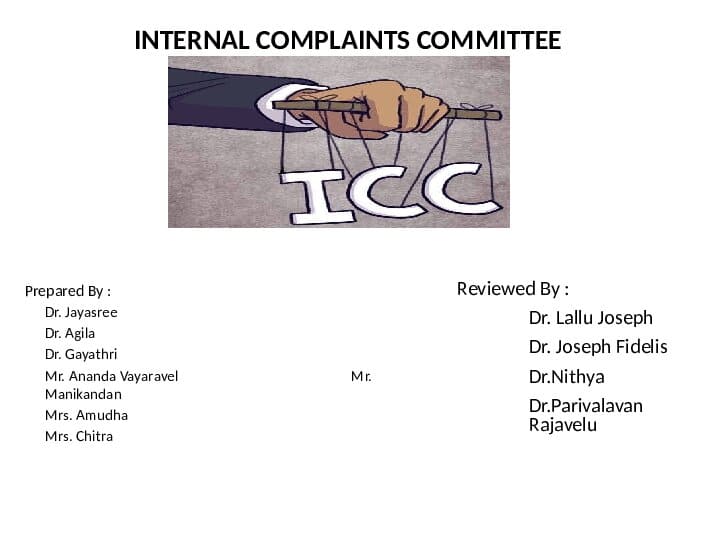 INTERNAL COMPLAINTS COMMITTEE
ICC
Prepared By :
Dr. Jayasree
Dr. Agila
Dr. Gayathri
Mr. Ananda Vayaravel Mr.
Manikandan
Mrs. Amudha
Mrs. Chitra
Reviewed By :
Dr. Lallu Joseph
Dr. Joseph Fidelis
Dr.Nithya
Dr.Parivalavan
Rajavelu